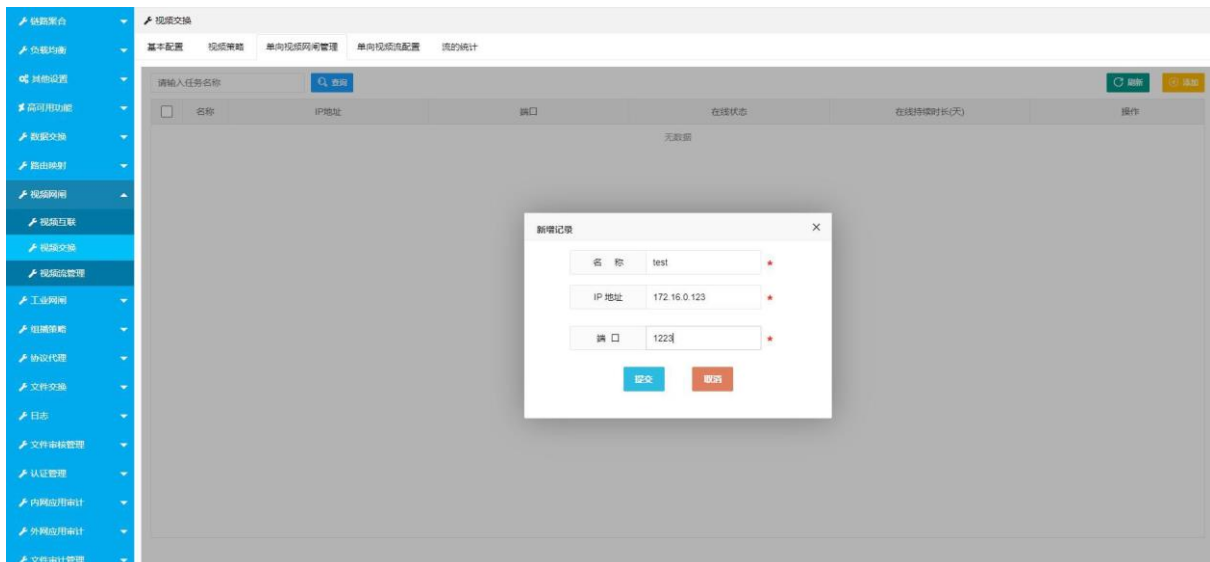 链路聚合
负载均衡
其他设置
高可用功能
数据交换
路由映射
视频网闸
视频互联
视频交换
视频流管理
工业网闸
组播策略
协议代理
文件交换
日志
文件审核管理
认证管理
内网应用审计
外网应用审计
文件审计管理
视频交换
基本配置 视频策略 单向视频网闸管理 单向视频流配置 流的统计
请输入任务名称 查询 刷新 添加
名称 IP地址 端口 在线状态 在线持续时长(天) 操作
无数据
新增记录 ×
名 称 test *
IP 地址 172.16.0.123 *
端 口 1223 *
提交 取消